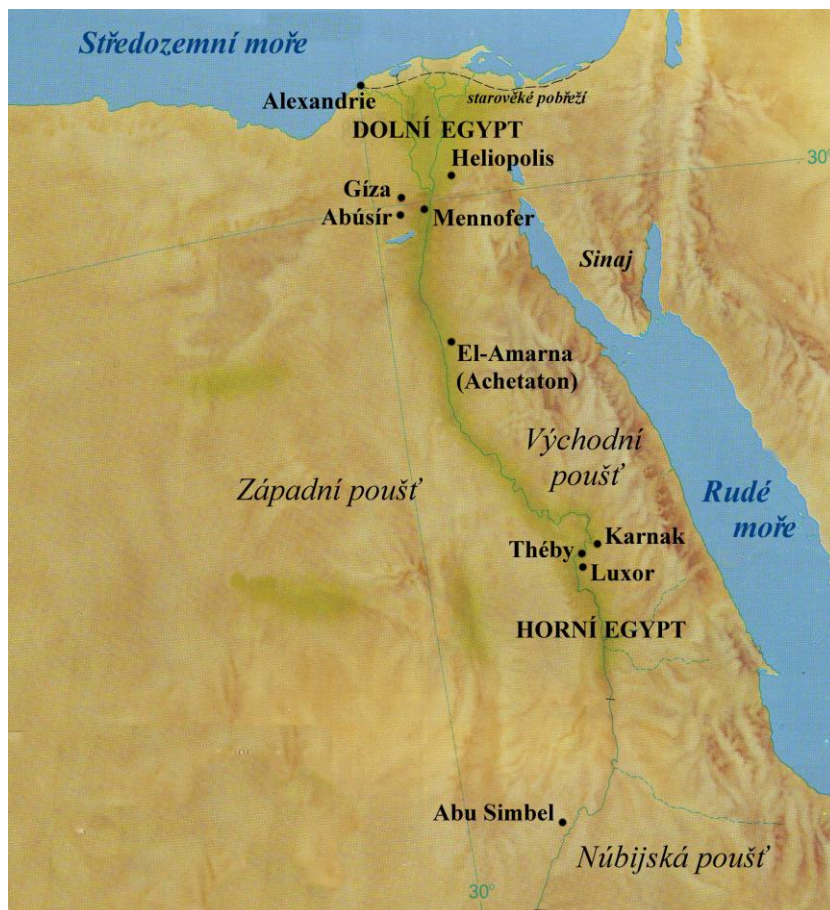 Středozemní moře
Alexandrie
starověké pobřeží
DOLNÍ EGYPT
Heliopolis
30°
Gíza
Abúsír
Mennofer
Sinaj
El-Amarna
(Achetaton)
Východní
poušť
Západní poušť
Rudé
moře
Karnak
Théby
Luxor
HORNÍ EGYPT
Abu Simbel
Núbijská poušť
30°